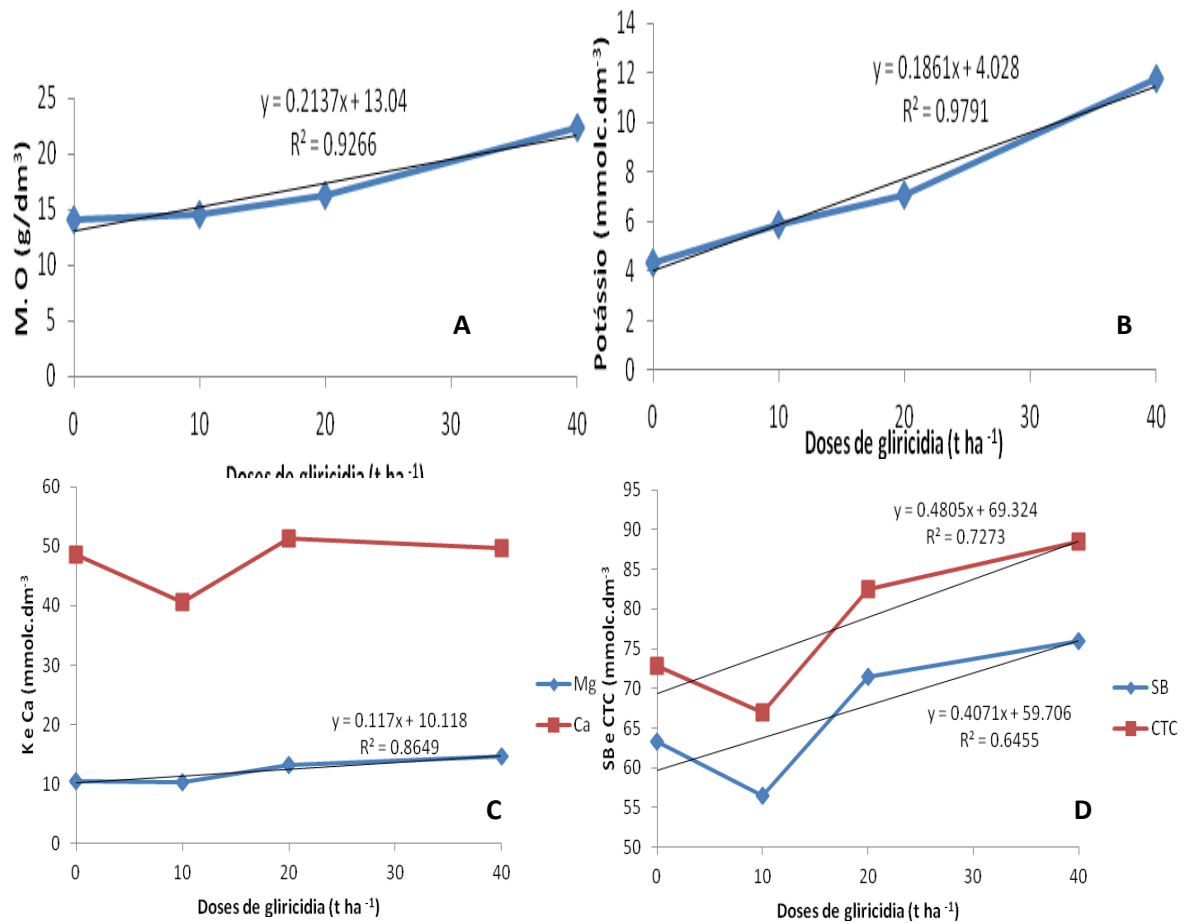 M. O (g/dm³)
25
20
15
10
5
0
y = 0.2137x + 13.04
R² = 0.9266
A
0 10 20 30 40
Doses de gliricidia (t ha -1)
Potássio (mmolc.dm-3)
14
12
10
8
6
4
2
0
y = 0.1861x + 4.028
R² = 0.9791
B
0 10 20 30 40
Doses de gliricidia (t ha -1)
K e Ca (mmolc.dm-3
60
50
40
30
20
10
0
Mg
Ca
y = 0.117x + 10.118
R² = 0.8649
C
0 10 20 30 40
Doses de gliricidia (t ha -1)
SB e CTC (mmolc.dm-3
95
90
85
80
75
70
65
60
55
50
y = 0.4805x + 69.324
R² = 0.7273
SB
CTC
y = 0.4071x + 59.706
R² = 0.6455
D
0 10 20 30 40
Doses de gliricidia (t ha -1)